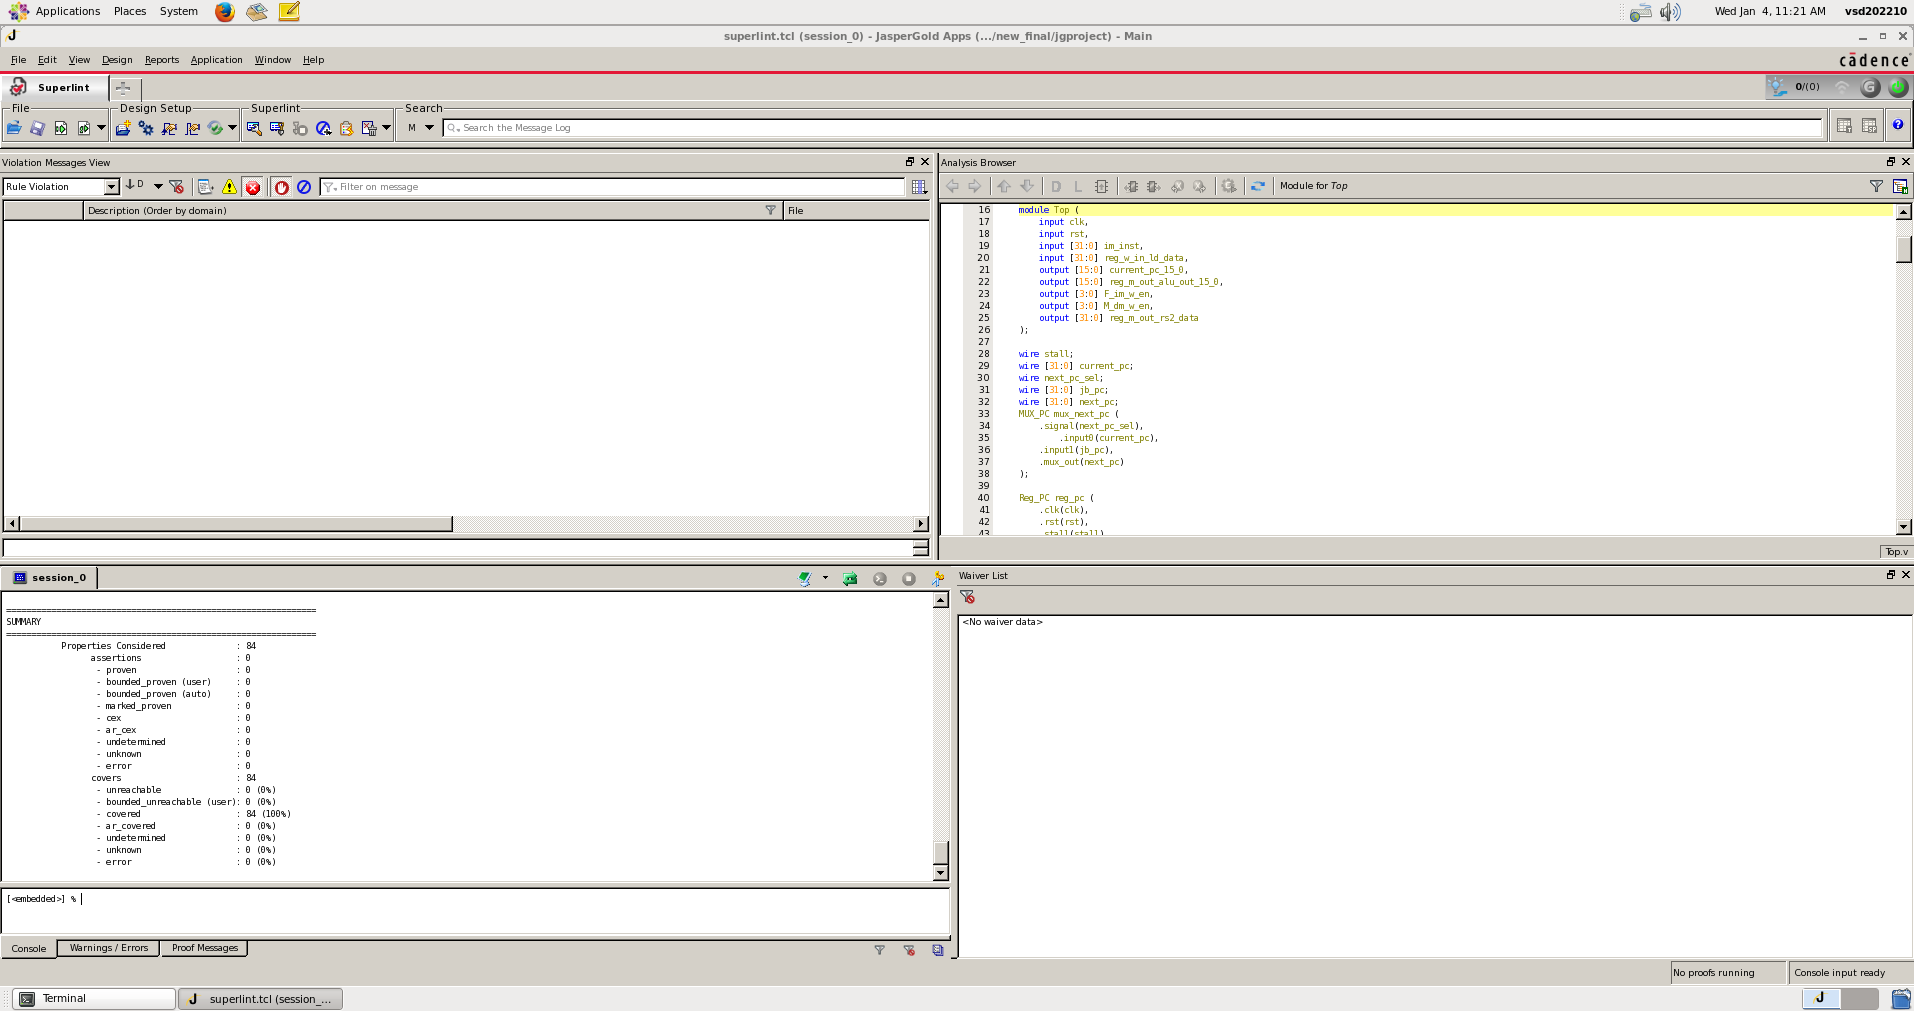 Applications Places System
Wed Jan 4, 11:21 AM vsd202210
superlint.tcl (session_0) - JasperGold Apps (.../new_final/jgproject) - Main
File Edit View Design Reports Application Window Help
cādence
Superlint
0/(0)
G
File
Design Setup
Superlint
Search
M
Search the Message Log
Violation Messages View
Rule Violation
D
Filter on message
Description (Order by domain)
File
Analysis Browser
D L
Module for Top
16 module Top (
17 input clk,
18 input rst,
19 input [31:0] im_inst,
20 input [31:0] reg_w_in_ld_data,
21 output [15:0] current_pc_15_0,
22 output [15:0] reg_m_out_alu_out_15_0,
23 output [3:0] F_im_w_en,
24 output [3:0] M_dm_w_en,
25 output [31:0] reg_m_out_rs2_data
26 );
27
28 wire stall;
29 wire [31:0] current_pc;
30 wire next_pc_sel;
31 wire [31:0] jb_pc;
32 wire [31:0] next_pc;
33 MUX_PC mux_next_pc (
34 .signal(next_pc_sel),
35 .input0(current_pc),
36 .input1(jb_pc),
37 .mux_out(next_pc)
38 );
39
40 Reg_PC reg_pc (
41 .clk(clk),
42 .rst(rst),
43 .stall(stall)
Top.v
session_0
==============================================================
SUMMARY
==============================================================
Properties Considered : 84
assertions : 0
- proven : 0
- bounded_proven (user) : 0
- bounded_proven (auto) : 0
- marked_proven : 0
- cex : 0
- ar_cex : 0
- undetermined : 0
- unknown : 0
- error : 0
covers : 84
- unreachable : 0 (0%)
- bounded_unreachable (user): 0 (0%)
- covered : 84 (100%)
- ar_covered : 0 (0%)
- undetermined : 0 (0%)
- unknown : 0 (0%)
- error : 0 (0%)
[<embedded>] %
Console
Warnings / Errors
Proof Messages
Waiver List
<No waiver data>
No proofs running
Console input ready
Terminal
superlint.tcl (session_...